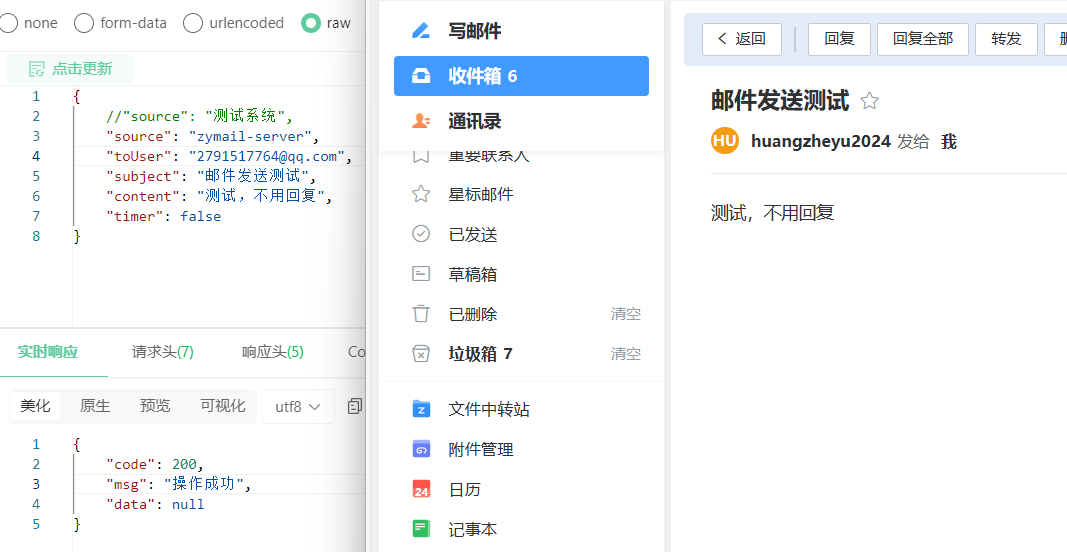 none form-data urlencoded raw
点击更新
1 {
2 //"source": "测试系统",
3 "source": "zymail-server",
4 "toUser": "2791517764@qq.com",
5 "subject": "邮件发送测试",
6 "content": "测试，不用回复",
7 "timer": false
8 }
实时响应 请求头(7) 响应头(5) Co
美化 原生 预览 可视化 utf8
1 {
2 "code": 200,
3 "msg": "操作成功",
4 "data": null
5 }
写邮件
收件箱 6
通讯录
重要联系人
星标邮件
已发送
草稿箱
已删除 清空
垃圾箱 7 清空
文件中转站
附件管理
24 日历
记事本
返回 回复 回复全部 转发
邮件发送测试
HU huangzheyu2024 发给 我
测试，不用回复